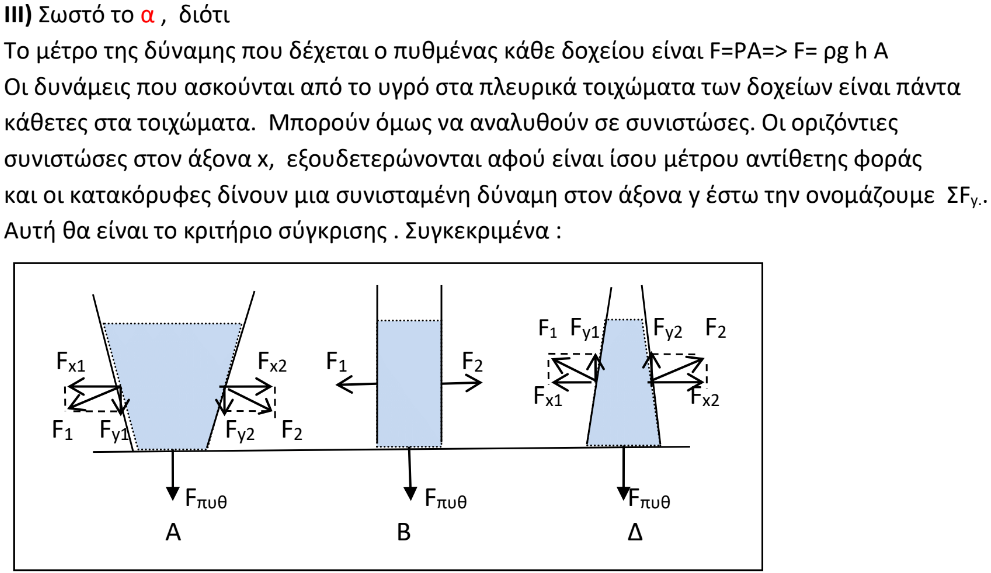 III) Σωστό το α , διότι
Το μέτρο της δύναμης που δέχεται ο πυθμένας κάθε δοχείου είναι F=PA=> F= ρg h A
Οι δυνάμεις που ασκούνται από το υγρό στα πλευρικά τοιχώματα των δοχείων είναι πάντα
κάθετες στα τοιχώματα. Μπορούν όμως να αναλυθούν σε συνιστώσες. Οι οριζόντιες
συνιστώσες στον άξονα x, εξουδετερώνονται αφού είναι ίσου μέτρου αντίθετης φοράς
και οι κατακόρυφες δίνουν μια συνισταμένη δύναμη στον άξονα y έστω την ονομάζουμε ΣFy..
Αυτή θα είναι το κριτήριο σύγκρισης . Συγκεκριμένα :
F1 Fy1 Fy2 F2
Fx1 Fx2 F1 F2
Fx1 Fx2
F1 Fy1 Fy2 F2
Fπυθ Fπυθ Fπυθ
Α Β Δ